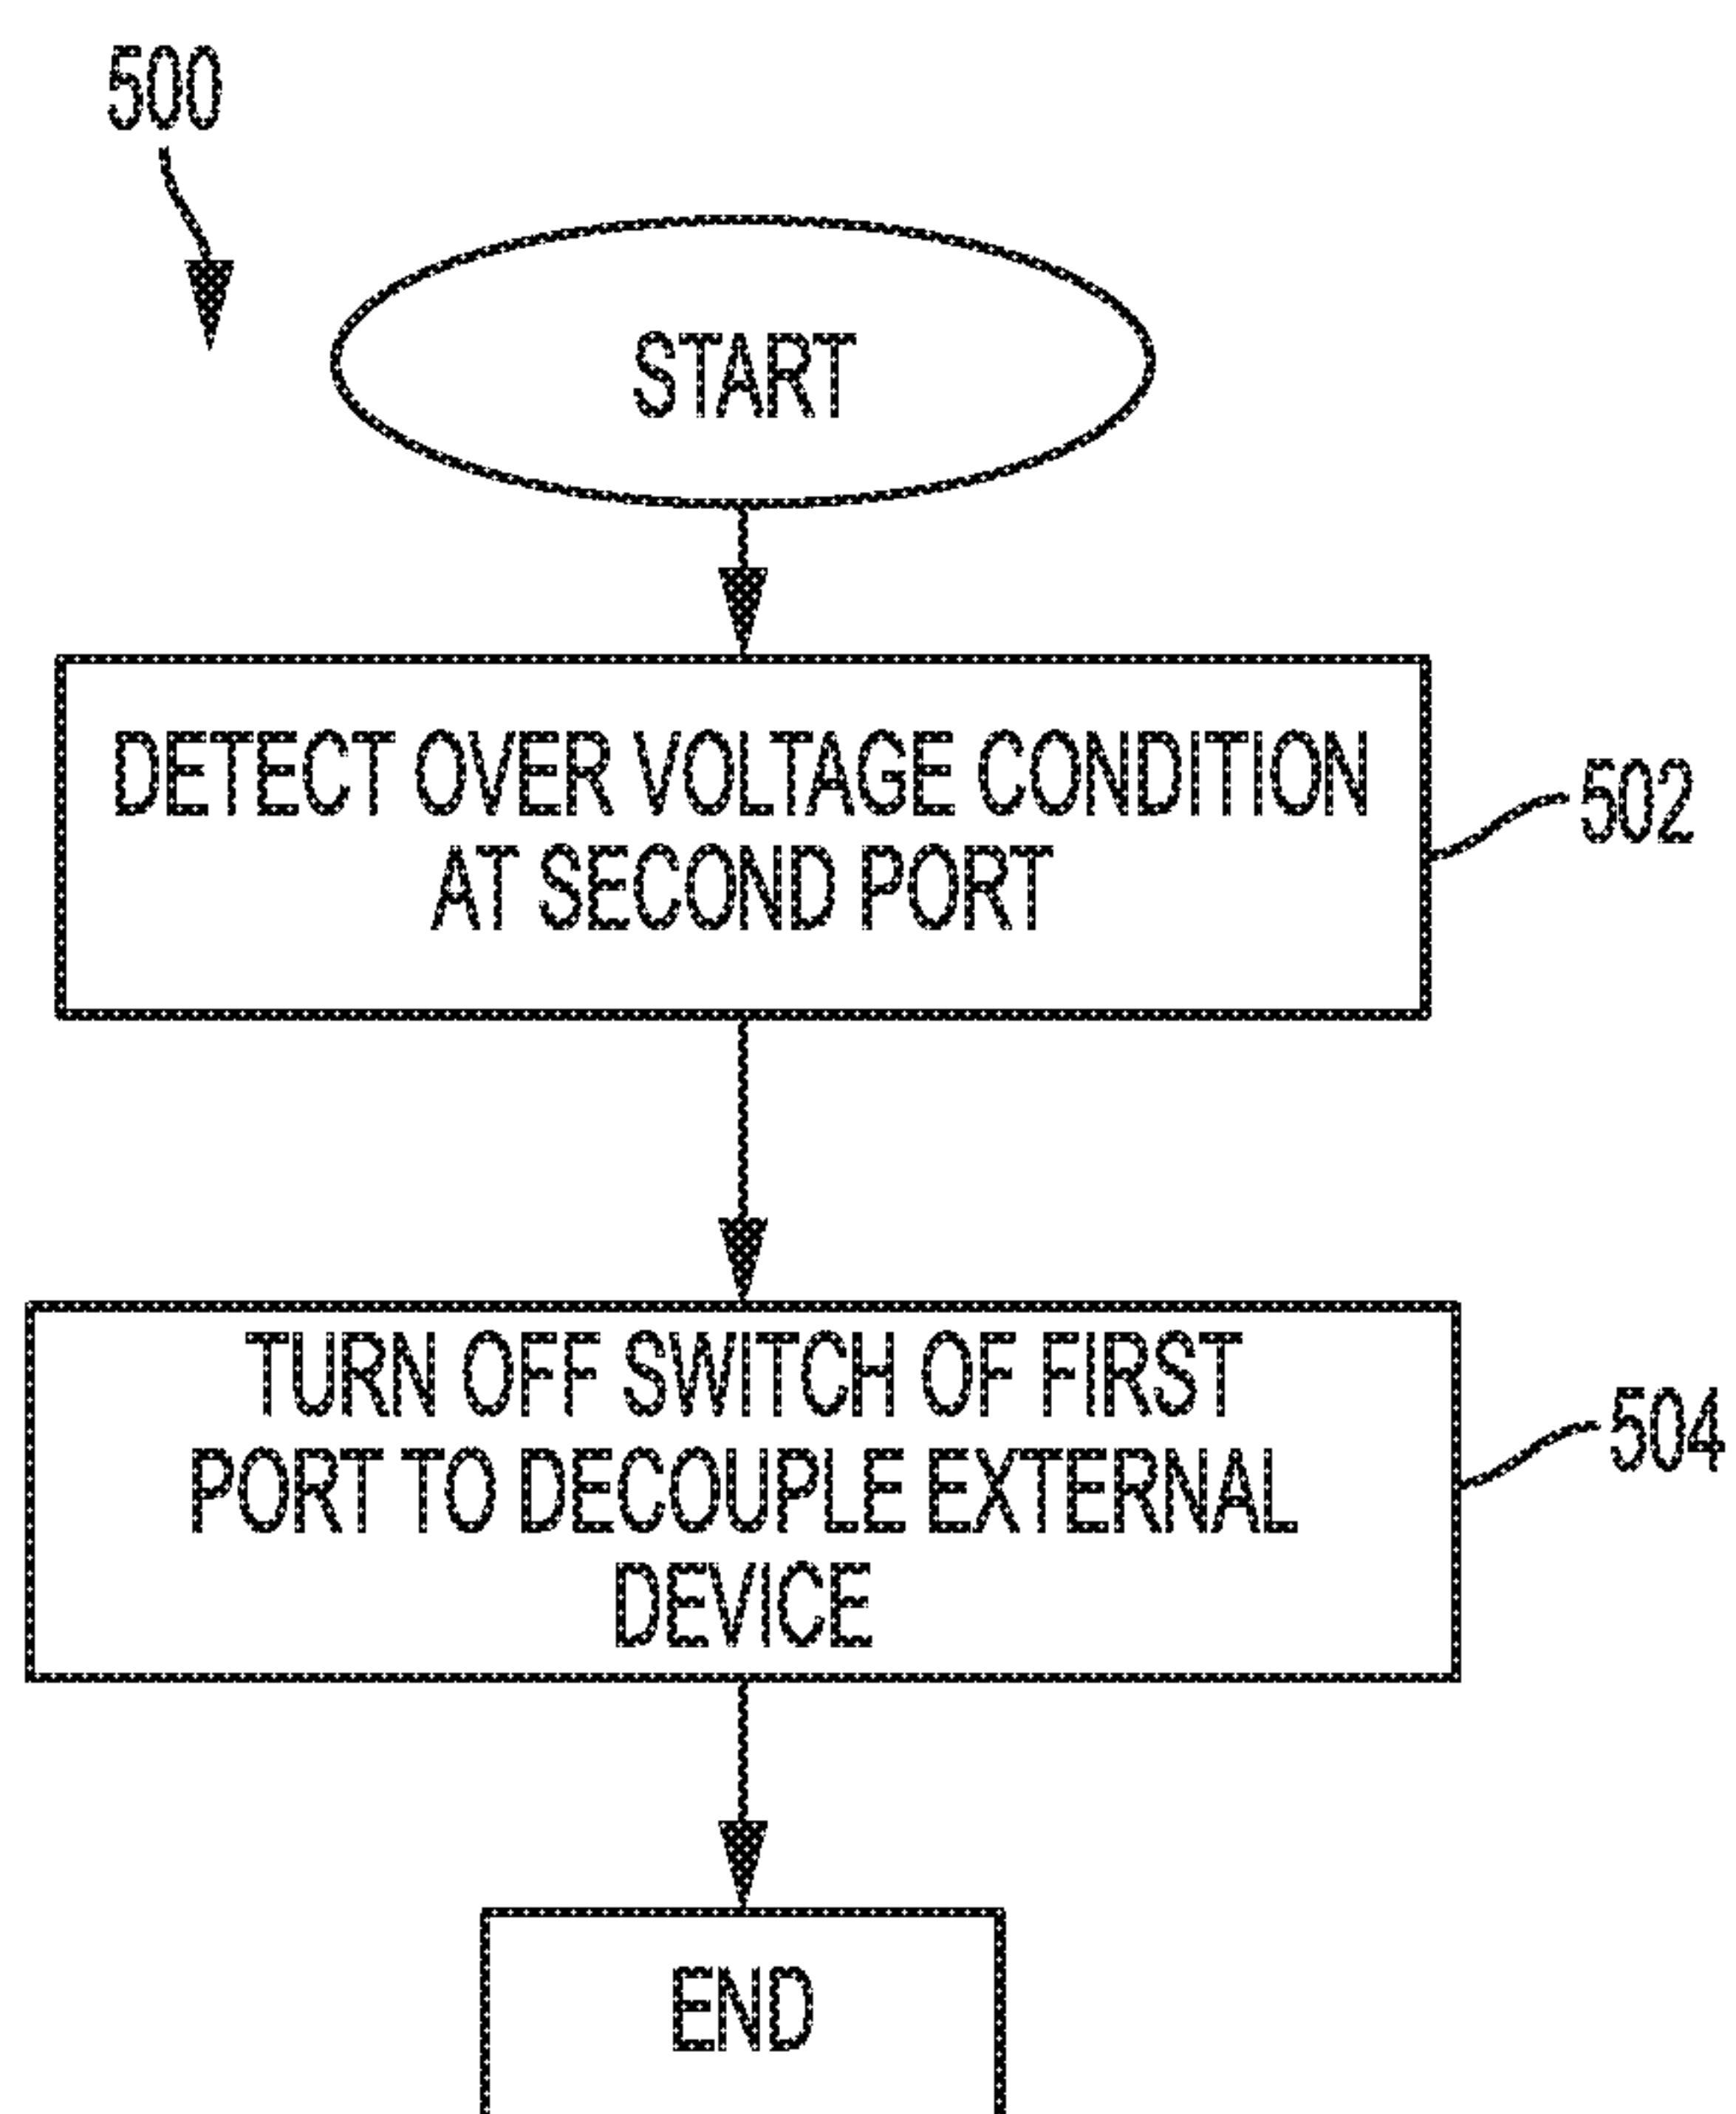 500
START
DETECT OVER VOLTAGE CONDITION
AT SECOND PORT
502
TURN OFF SWITCH OF FIRST
PORT TO DECOUPLE EXTERNAL
DEVICE
504
END